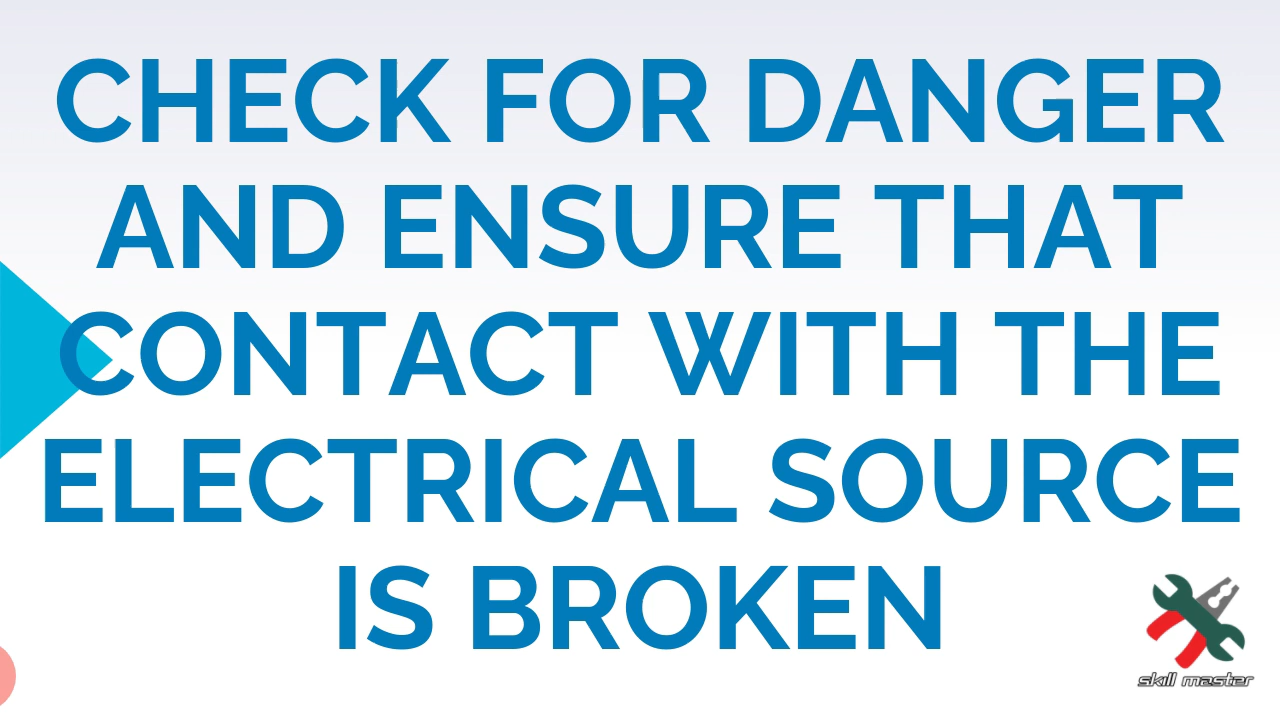 CHECK FOR DANGER
AND ENSURE THAT
CONTACT WITH THE
ELECTRICAL SOURCE
IS BROKEN
skill master